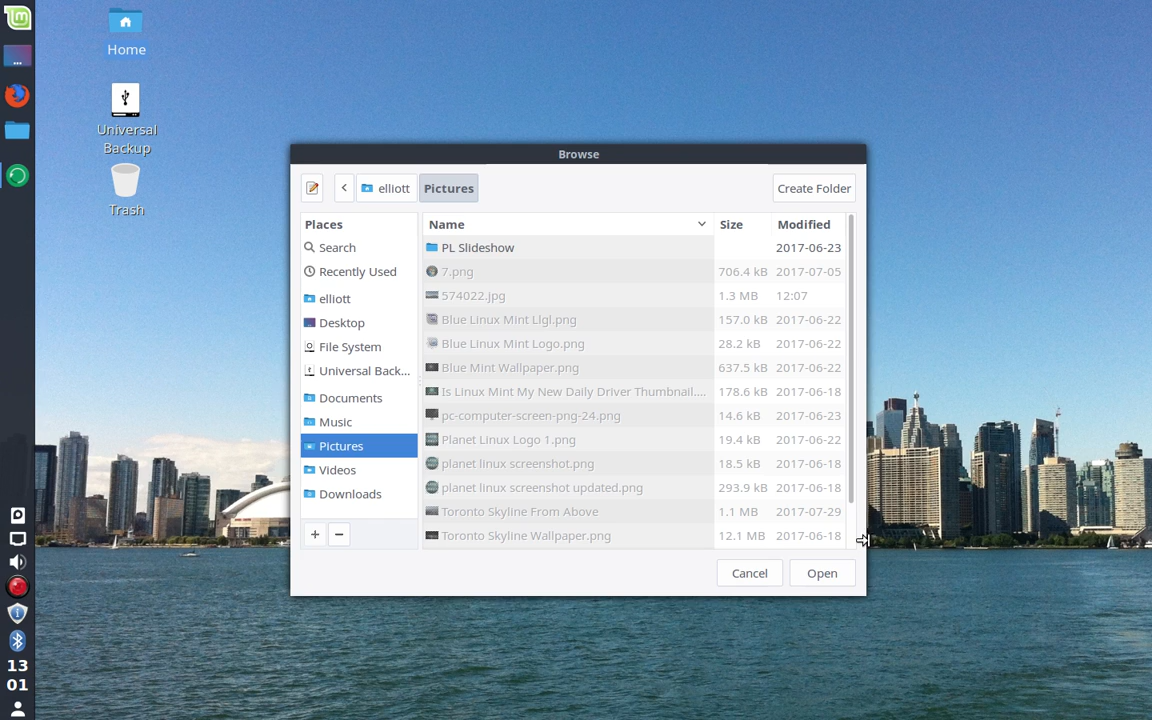 Home
Universal
Backup
Trash
Browse
elliott
Pictures
Create Folder
Places
Search
Recently Used
elliott
Desktop
File System
Universal Back...
Documents
Music
Pictures
Videos
Downloads
+
−
Name Size Modified
PL Slideshow 2017-06-23
7.png 706.4 kB 2017-07-05
574022.jpg 1.3 MB 12:07
Blue Linux Mint Llgl.png 157.0 kB 2017-06-22
Blue Linux Mint Logo.png 28.2 kB 2017-06-22
Blue Mint Wallpaper.png 637.5 kB 2017-06-22
Is Linux Mint My New Daily Driver Thumbnail.... 178.6 kB 2017-06-18
pc-computer-screen-png-24.png 14.6 kB 2017-06-23
Planet Linux Logo 1.png 19.4 kB 2017-06-22
planet linux screenshot.png 18.5 kB 2017-06-18
planet linux screenshot updated.png 293.9 kB 2017-06-18
Toronto Skyline From Above 1.1 MB 2017-07-29
Toronto Skyline Wallpaper.png 12.1 MB 2017-06-18
Cancel
Open
13
01